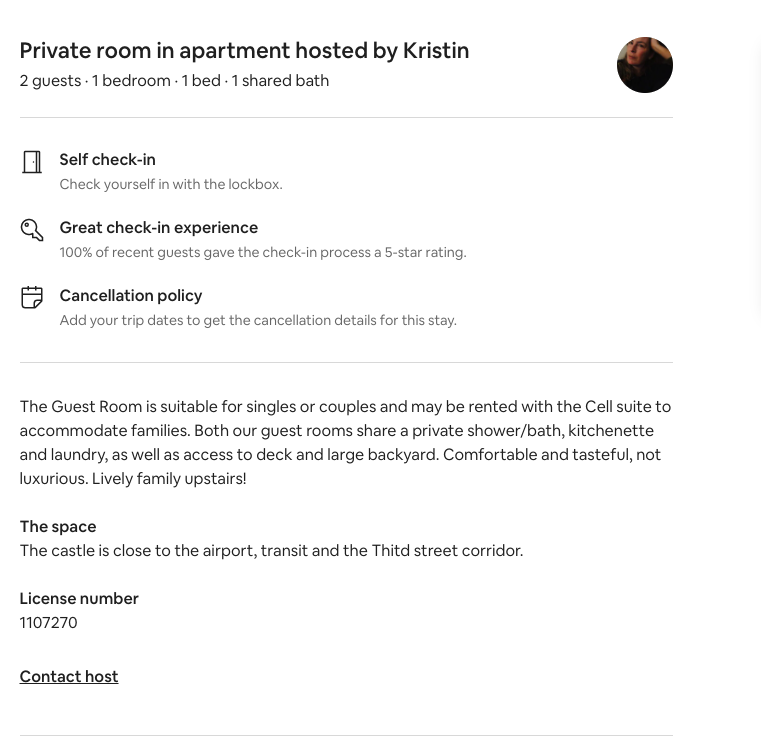 Private room in apartment hosted by Kristin
2 guests · 1 bedroom · 1 bed · 1 shared bath
Self check-in
Check yourself in with the lockbox.
Great check-in experience
100% of recent guests gave the check-in process a 5-star rating.
Cancellation policy
Add your trip dates to get the cancellation details for this stay.
The Guest Room is suitable for singles or couples and may be rented with the Cell suite to
accommodate families. Both our guest rooms share a private shower/bath, kitchenette
and laundry, as well as access to deck and large backyard. Comfortable and tasteful, not
luxurious. Lively family upstairs!
The space
The castle is close to the airport, transit and the Thitd street corridor.
License number
1107270
Contact host